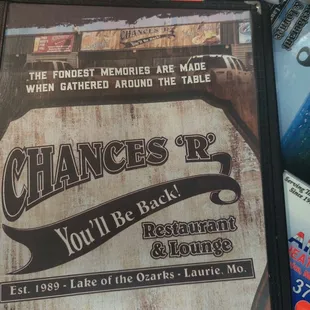 THE FONDEST MEMORIES ARE MADE
WHEN GATHERED AROUND THE TABLE
CHANCES 'R'
You'll Be Back!
Restaurant
& Lounge
Est. 1989 - Lake of the Ozarks - Laurie, Mo.